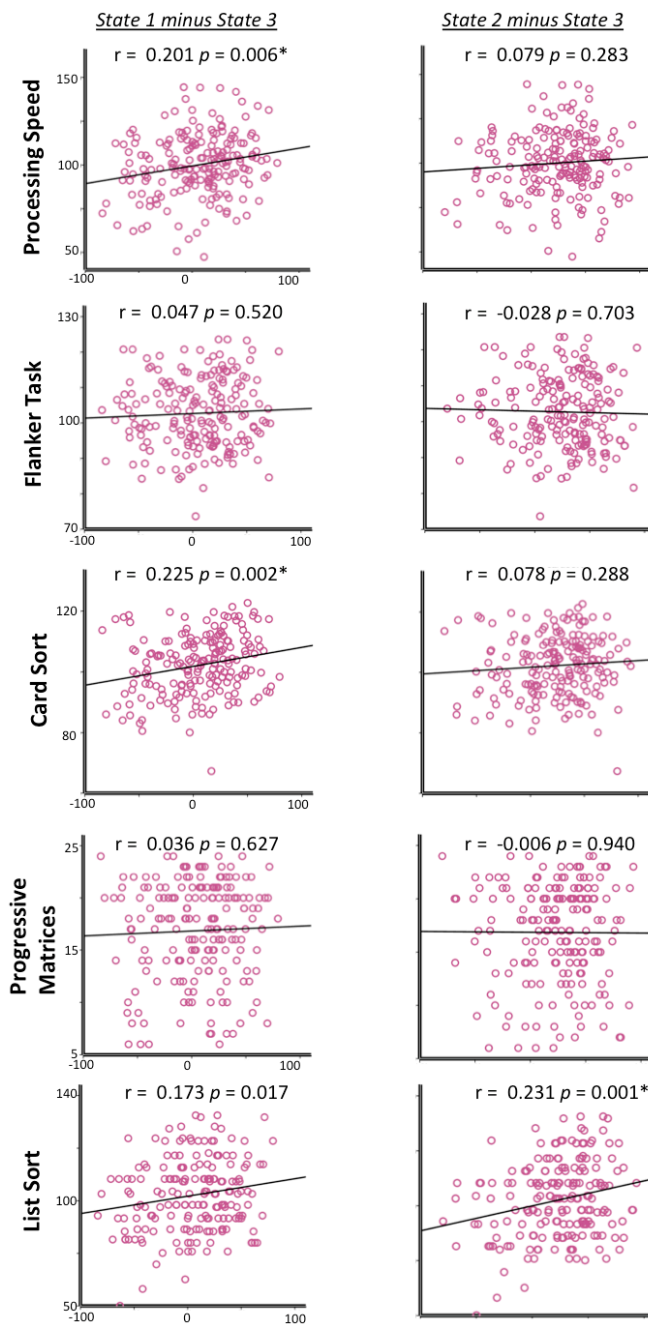 State 1 minus State 3
State 2 minus State 3
Processing Speed
r = 0.201 p = 0.006*
150
100
50
-100
0
100
r = 0.079 p = 0.283
Flanker Task
r = 0.047 p = 0.520
130
100
70
-100
0
100
r = -0.028 p = 0.703
Card Sort
r = 0.225 p = 0.002*
120
80
-100
0
100
r = 0.078 p = 0.288
Progressive
Matrices
r = 0.036 p = 0.627
25
15
5
-100
0
100
r = -0.006 p = 0.940
List Sort
r = 0.173 p = 0.017
140
100
50
-100
0
100
r = 0.231 p = 0.001*